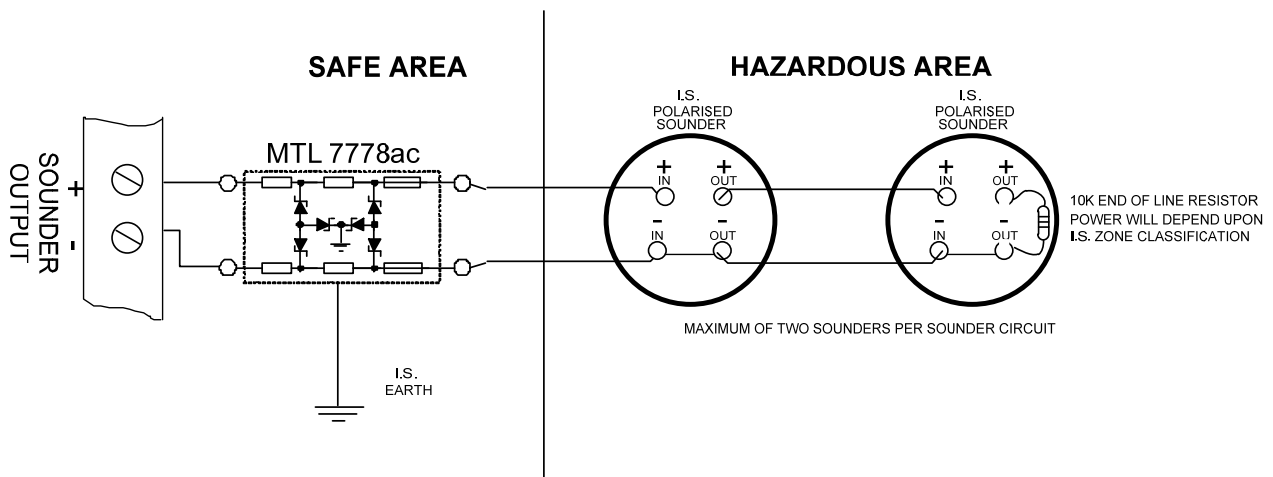 SAFE AREA
HAZARDOUS AREA
SOUNDER
OUTPUT
+
-
MTL 7778ac
I.S.
EARTH
I.S.
POLARISED
SOUNDER
+ +
IN OUT
- -
IN OUT
I.S.
POLARISED
SOUNDER
+ +
IN OUT
- -
IN OUT
10K END OF LINE RESISTOR
POWER WILL DEPEND UPON
I.S. ZONE CLASSIFICATION
MAXIMUM OF TWO SOUNDERS PER SOUNDER CIRCUIT